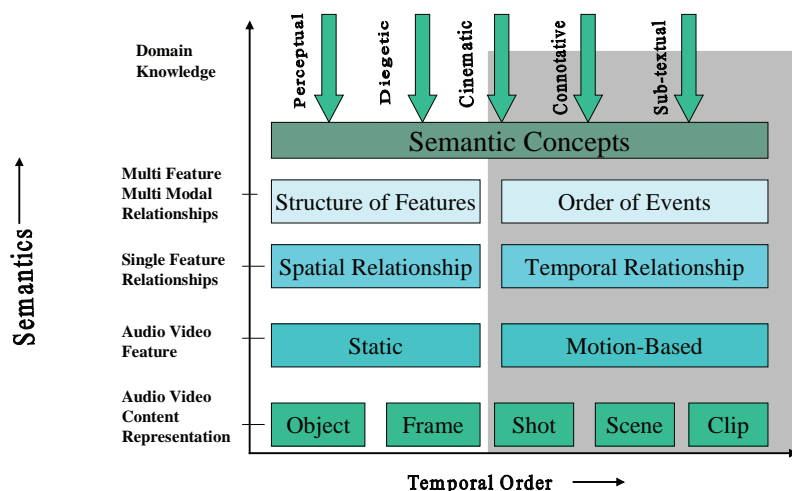 Domain
Knowledge
Perceptual
Diegetic
Cinematic
Connotative
Sub-textual
Semantic Concepts
Multi Feature
Multi Modal
Relationships
Structure of Features
Order of Events
Single Feature
Relationships
Spatial Relationship
Temporal Relationship
Semantics
Audio Video
Feature
Static
Motion-Based
Audio Video
Content
Representation
Object
Frame
Shot
Scene
Clip
Temporal Order